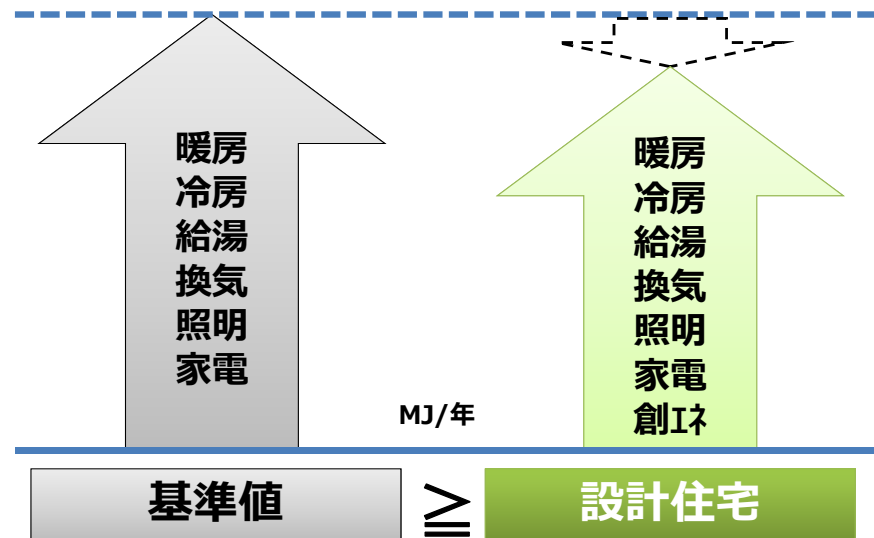 暖房
冷房
給湯
換気
照明
家電
暖房
冷房
給湯
換気
照明
家電
創ｴﾈ
MJ/年
基準値
≧
設計住宅